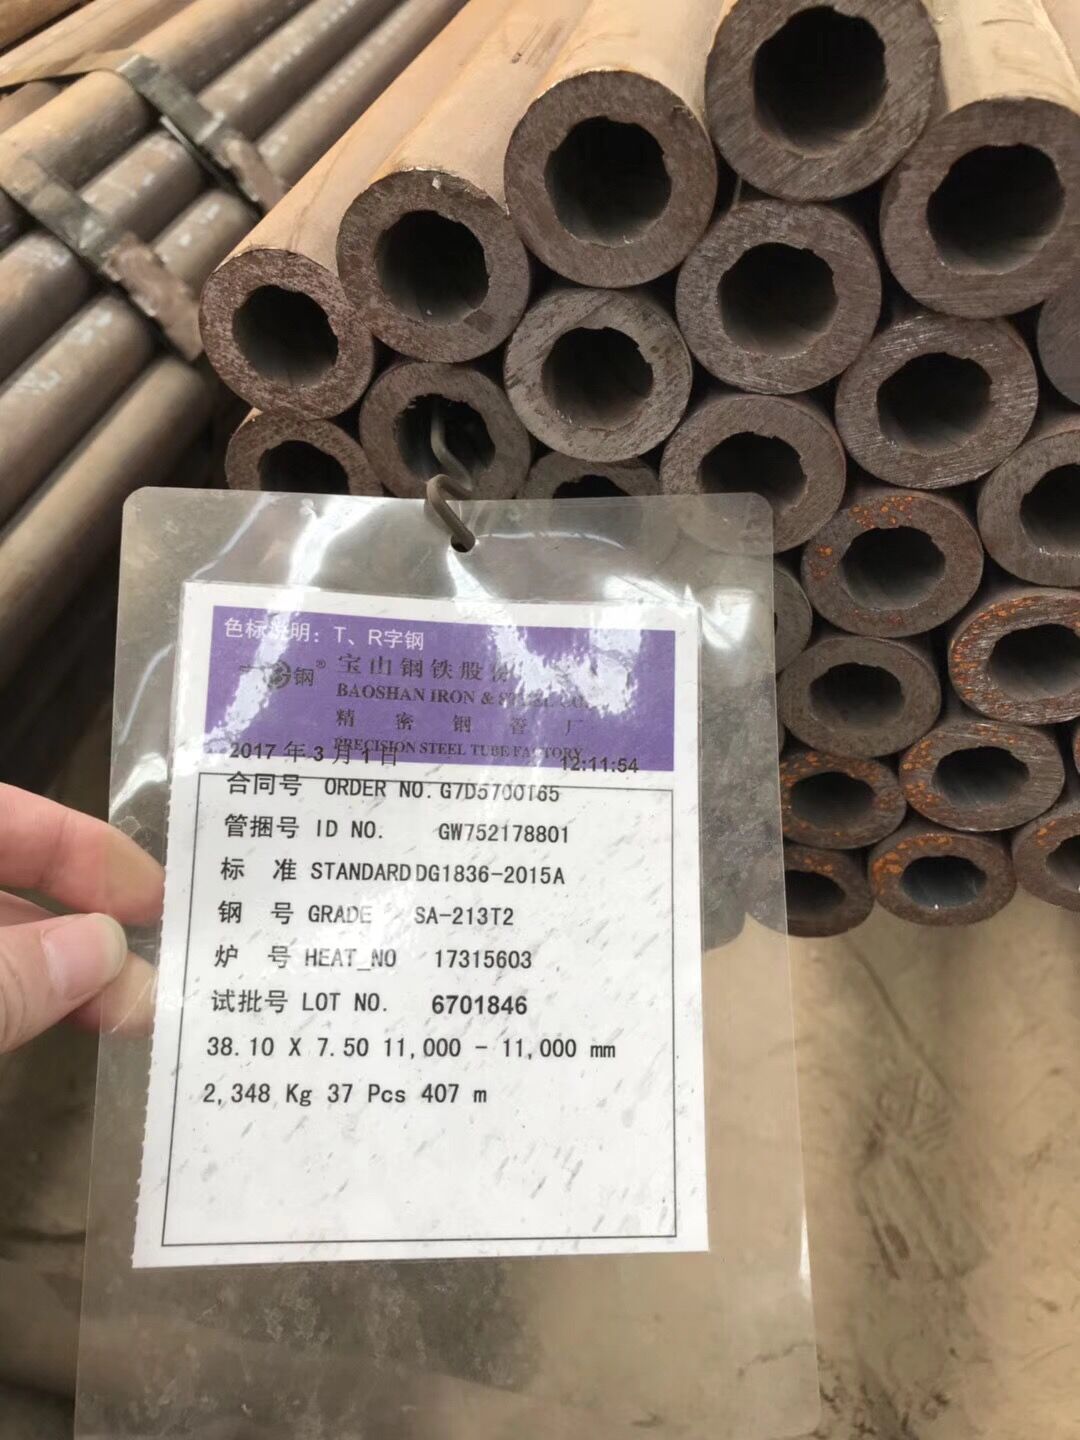 色标说明：T、R字钢
钢® 宝山钢铁股份
BAOSHAN IRON & STEEL CO.
精密钢管厂
PRECISION STEEL TUBE FACTORY
2017 年 3 月 1 日 12:11:54
合同号 ORDER NO. G7D5700165
管捆号 ID NO. GW752178801
标 准 STANDARD DG1836-2015A
钢 号 GRADE SA-213T2
炉 号 HEAT_NO 17315603
试批号 LOT NO. 6701846
38.10 X 7.50 11,000 - 11,000 mm
2,348 Kg 37 Pcs 407 m